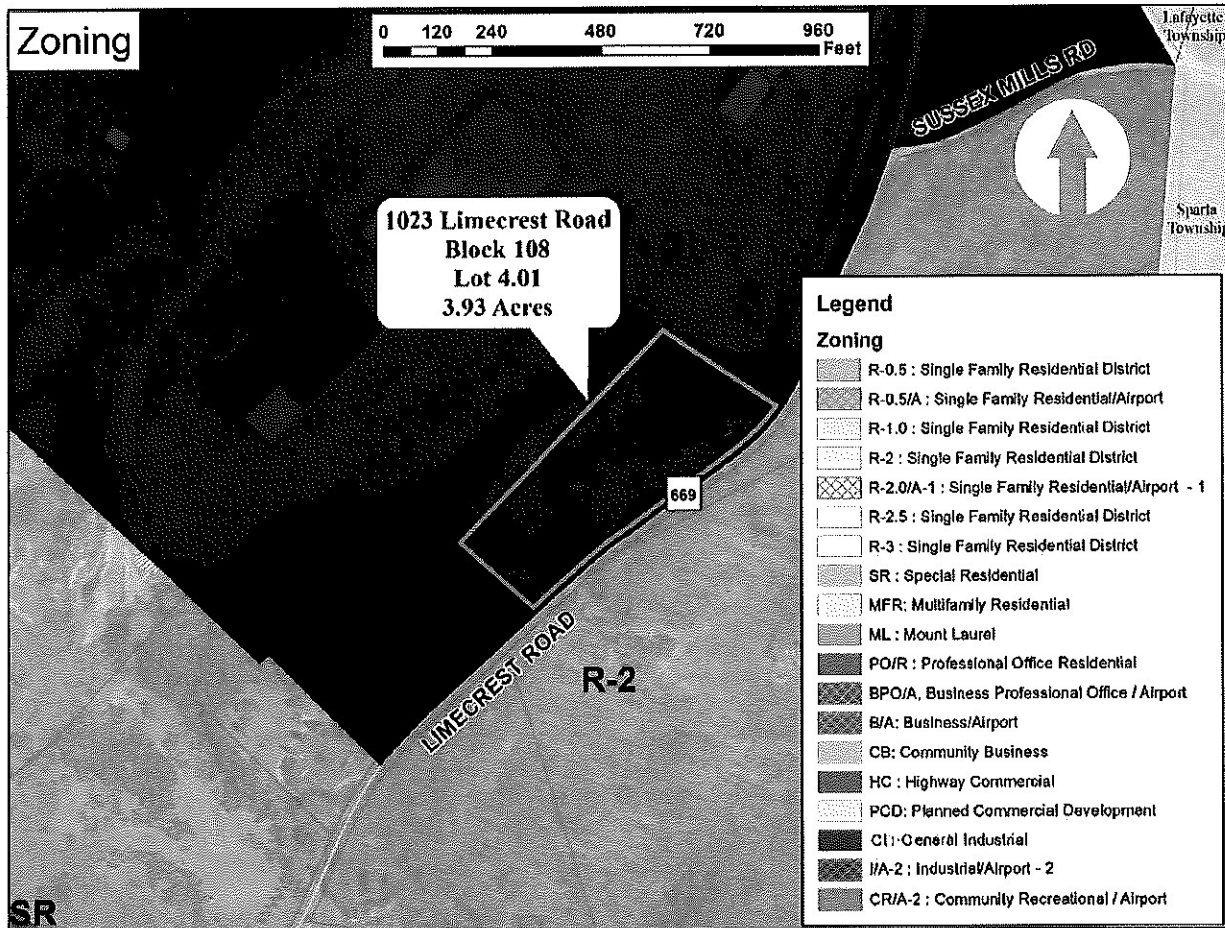 Zoning
0 120 240 480 720 960
Feet
Lafayette
Township
SUSSEX MILLS RD
Sparta
Township
1023 Limecrest Road
Block 108
Lot 4.01
3.93 Acres
669
LIMECREST ROAD
R-2
SR
Legend
Zoning
R-0.5 : Single Family Residential District
R-0.5/A : Single Family Residential/Airport
R-1.0 : Single Family Residential District
R-2 : Single Family Residential District
R-2.0/A-1 : Single Family Residential/Airport - 1
R-2.5 : Single Family Residential District
R-3 : Single Family Residential District
SR : Special Residential
MFR: Multifamily Residential
ML : Mount Laurel
PO/R : Professional Office Residential
BPO/A, Business Professional Office / Airport
B/A: Business/Airport
CB: Community Business
HC : Highway Commercial
PCD: Planned Commercial Development
General Industrial
I/A-2 : Industrial/Airport - 2
CR/A-2 : Community Recreational / Airport